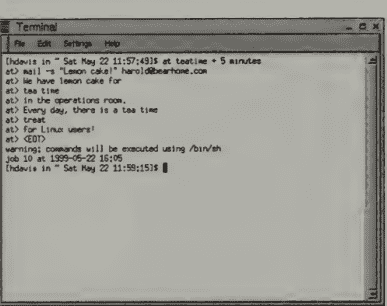 Terminal
File Edit Settings Help
[hdavis in ~ Sat May 22 11:57:49]$ at teatime + 5 minutes
at> mail -s "Lemon cake!" harold@bearhome.com
at> We have lemon cake for
at> tea time
at> in the operations room.
at> Every day, there is a tea time
at> treat
at> for Linux users!
at> <EOT>
warning: commands will be executed using /bin/sh
job 10 at 1999-05-22 16:05
[hdavis in ~ Sat May 22 11:59:15]$